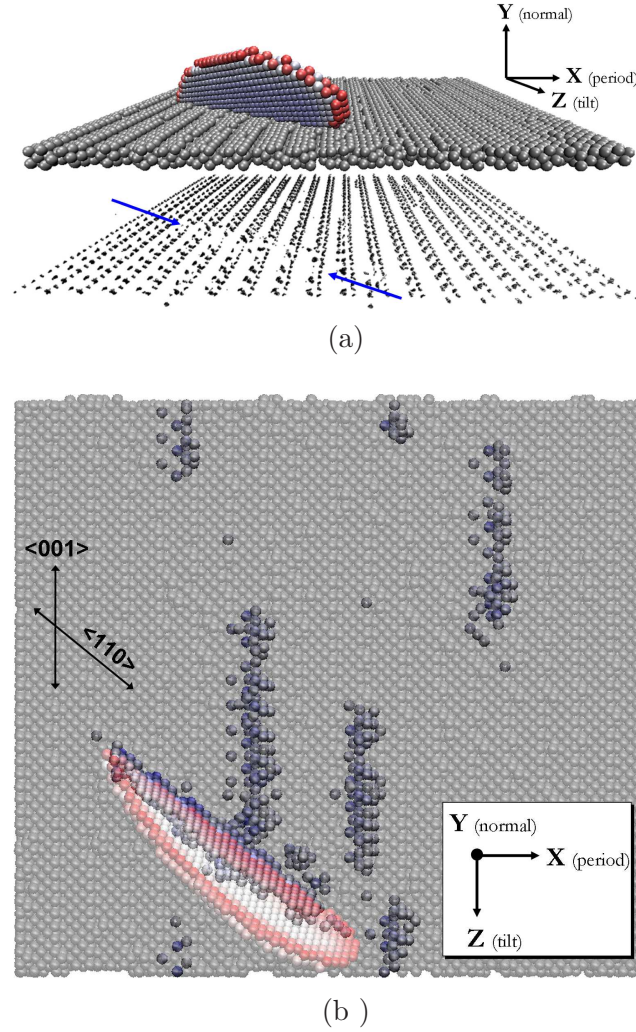 Y (normal)
X (period)
Z (tilt)
(a)
<001>
<110>
Y (normal)
X (period)
Z (tilt)
(b )